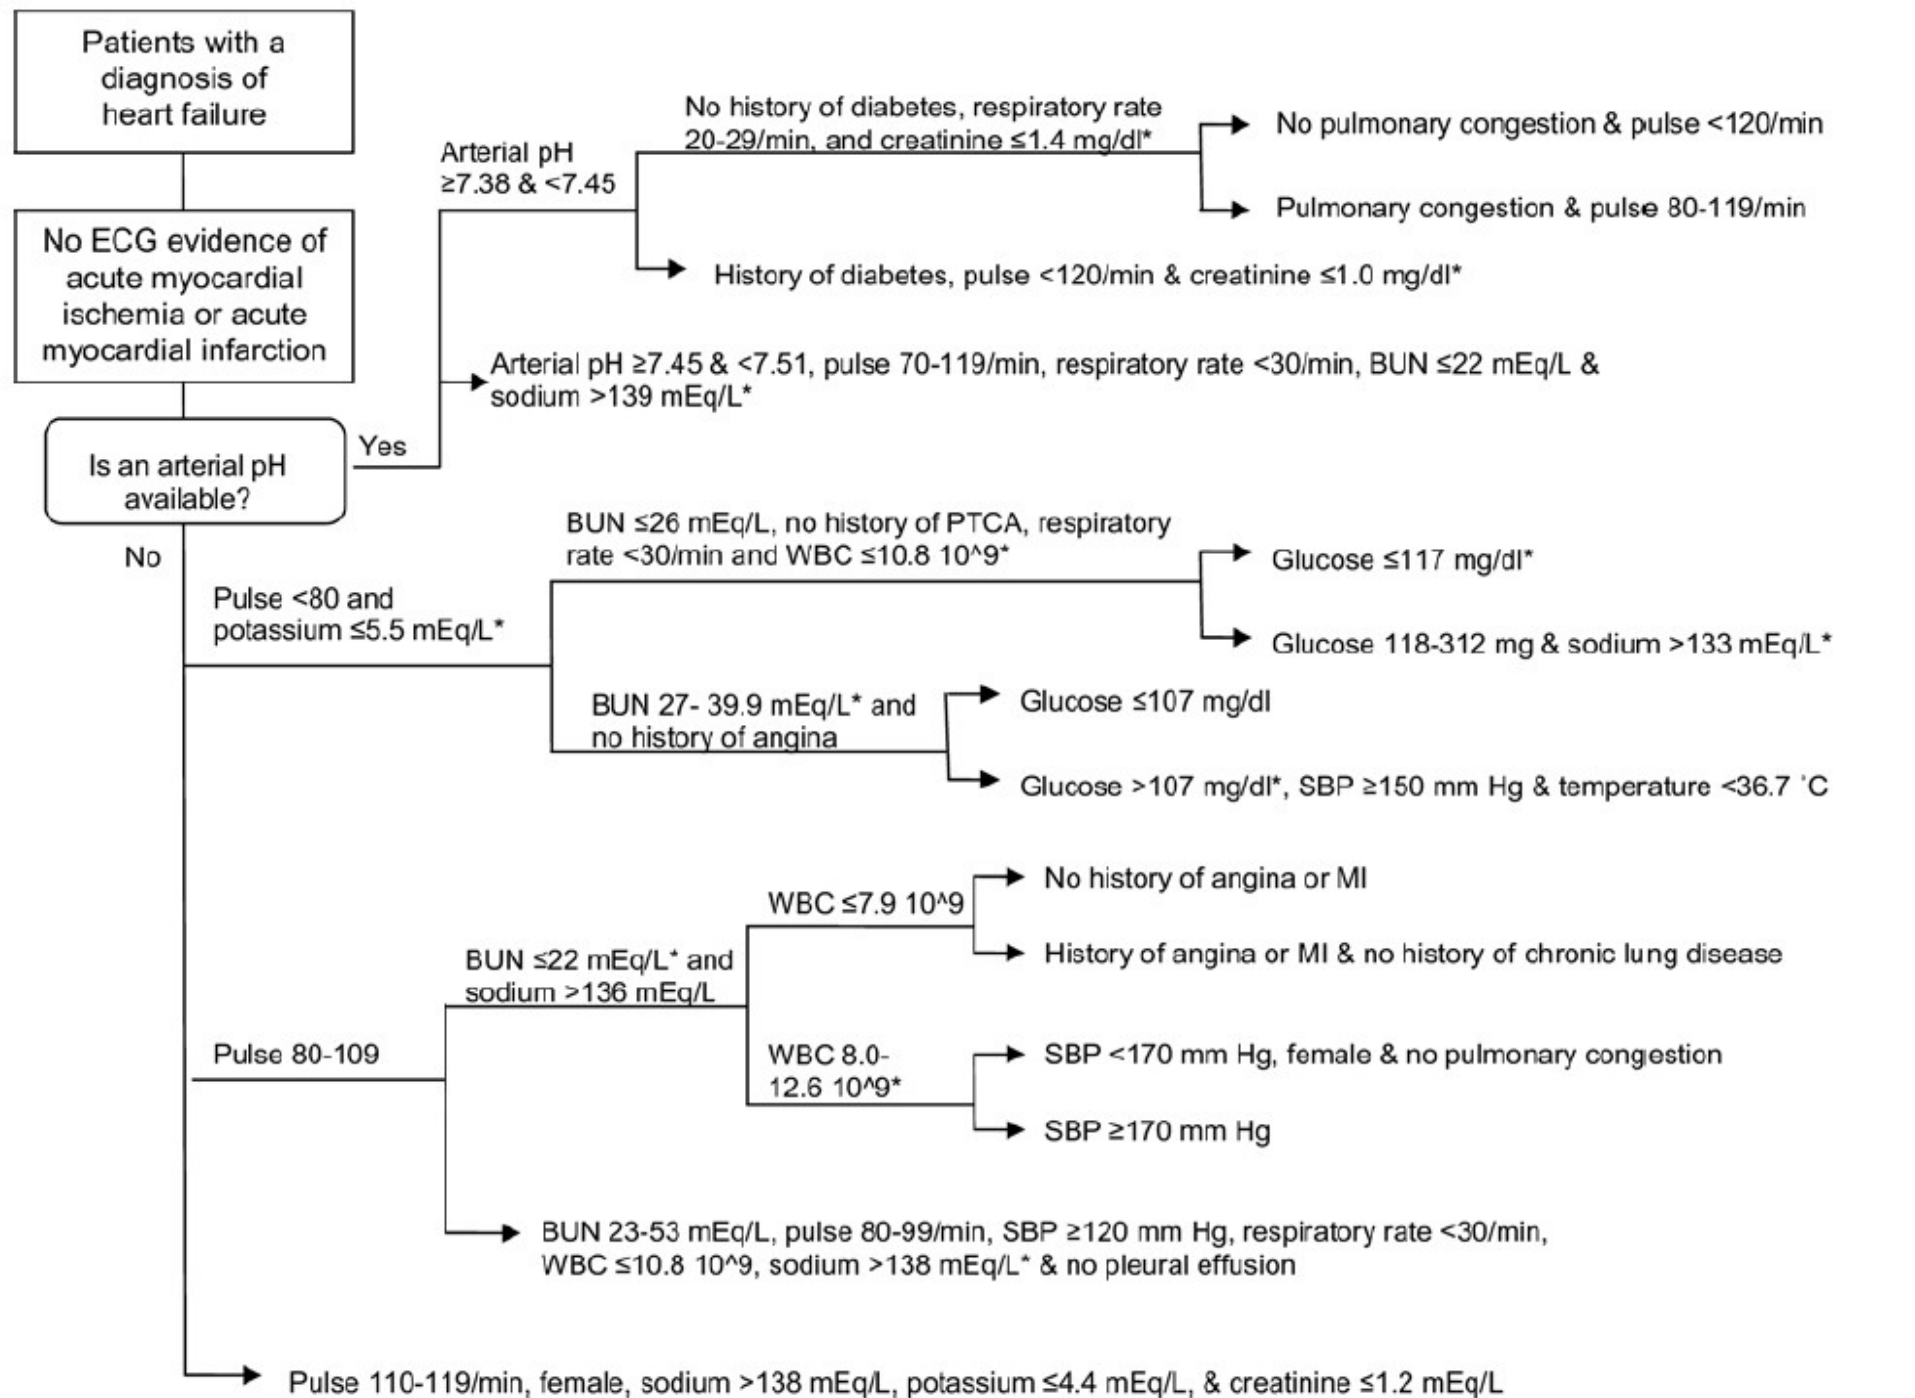 Patients with a
diagnosis of
heart failure
No ECG evidence of
acute myocardial
ischemia or acute
myocardial infarction
Is an arterial pH
available?
Yes
Arterial pH
≥7.38 & <7.45
No history of diabetes, respiratory rate
20-29/min, and creatinine ≤1.4 mg/dl*
No pulmonary congestion & pulse <120/min
Pulmonary congestion & pulse 80-119/min
History of diabetes, pulse <120/min & creatinine ≤1.0 mg/dl*
Arterial pH ≥7.45 & <7.51, pulse 70-119/min, respiratory rate <30/min, BUN ≤22 mEq/L &
sodium >139 mEq/L*
No
Pulse <80 and
potassium ≤5.5 mEq/L*
BUN ≤26 mEq/L, no history of PTCA, respiratory
rate <30/min and WBC ≤10.8 10^9*
Glucose ≤117 mg/dl*
Glucose 118-312 mg & sodium >133 mEq/L*
BUN 27- 39.9 mEq/L* and
no history of angina
Glucose ≤107 mg/dl
Glucose >107 mg/dl*, SBP ≥150 mm Hg & temperature <36.7 ˚C
Pulse 80-109
BUN ≤22 mEq/L* and
sodium >136 mEq/L
WBC ≤7.9 10^9
No history of angina or MI
History of angina or MI & no history of chronic lung disease
WBC 8.0-
12.6 10^9*
SBP <170 mm Hg, female & no pulmonary congestion
SBP ≥170 mm Hg
BUN 23-53 mEq/L, pulse 80-99/min, SBP ≥120 mm Hg, respiratory rate <30/min,
WBC ≤10.8 10^9, sodium >138 mEq/L* & no pleural effusion
Pulse 110-119/min, female, sodium >138 mEq/L, potassium ≤4.4 mEq/L, & creatinine ≤1.2 mEq/L